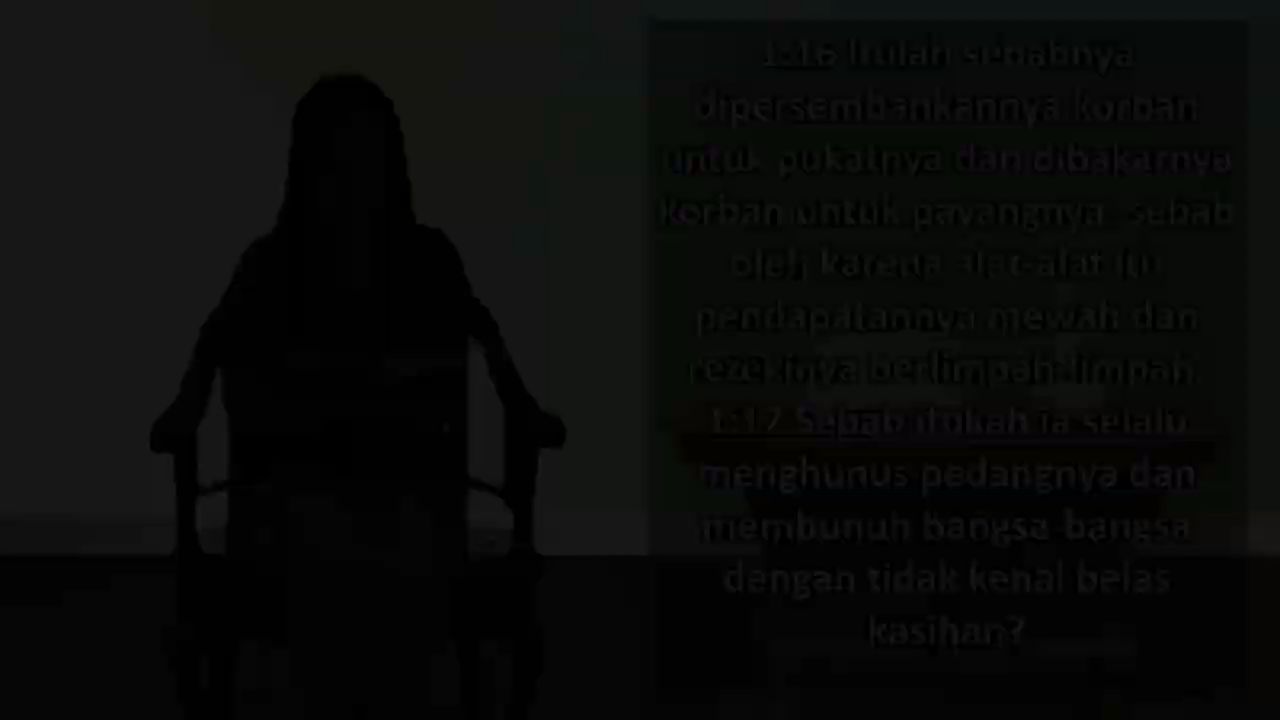 1:16 Itulah sebabnya
dipersembahkannya korban
untuk pukatnya dan dibakarnya
korban untuk payangnya, sebab
oleh karena alat-alat itu
pendapatannya mewah dan
rezekinya berlimpah-limpah.
1:17 Sebab itukah ia selalu
menghunus pedangnya dan
membunuh bangsa-bangsa
dengan tidak kenal belas
kasihan?